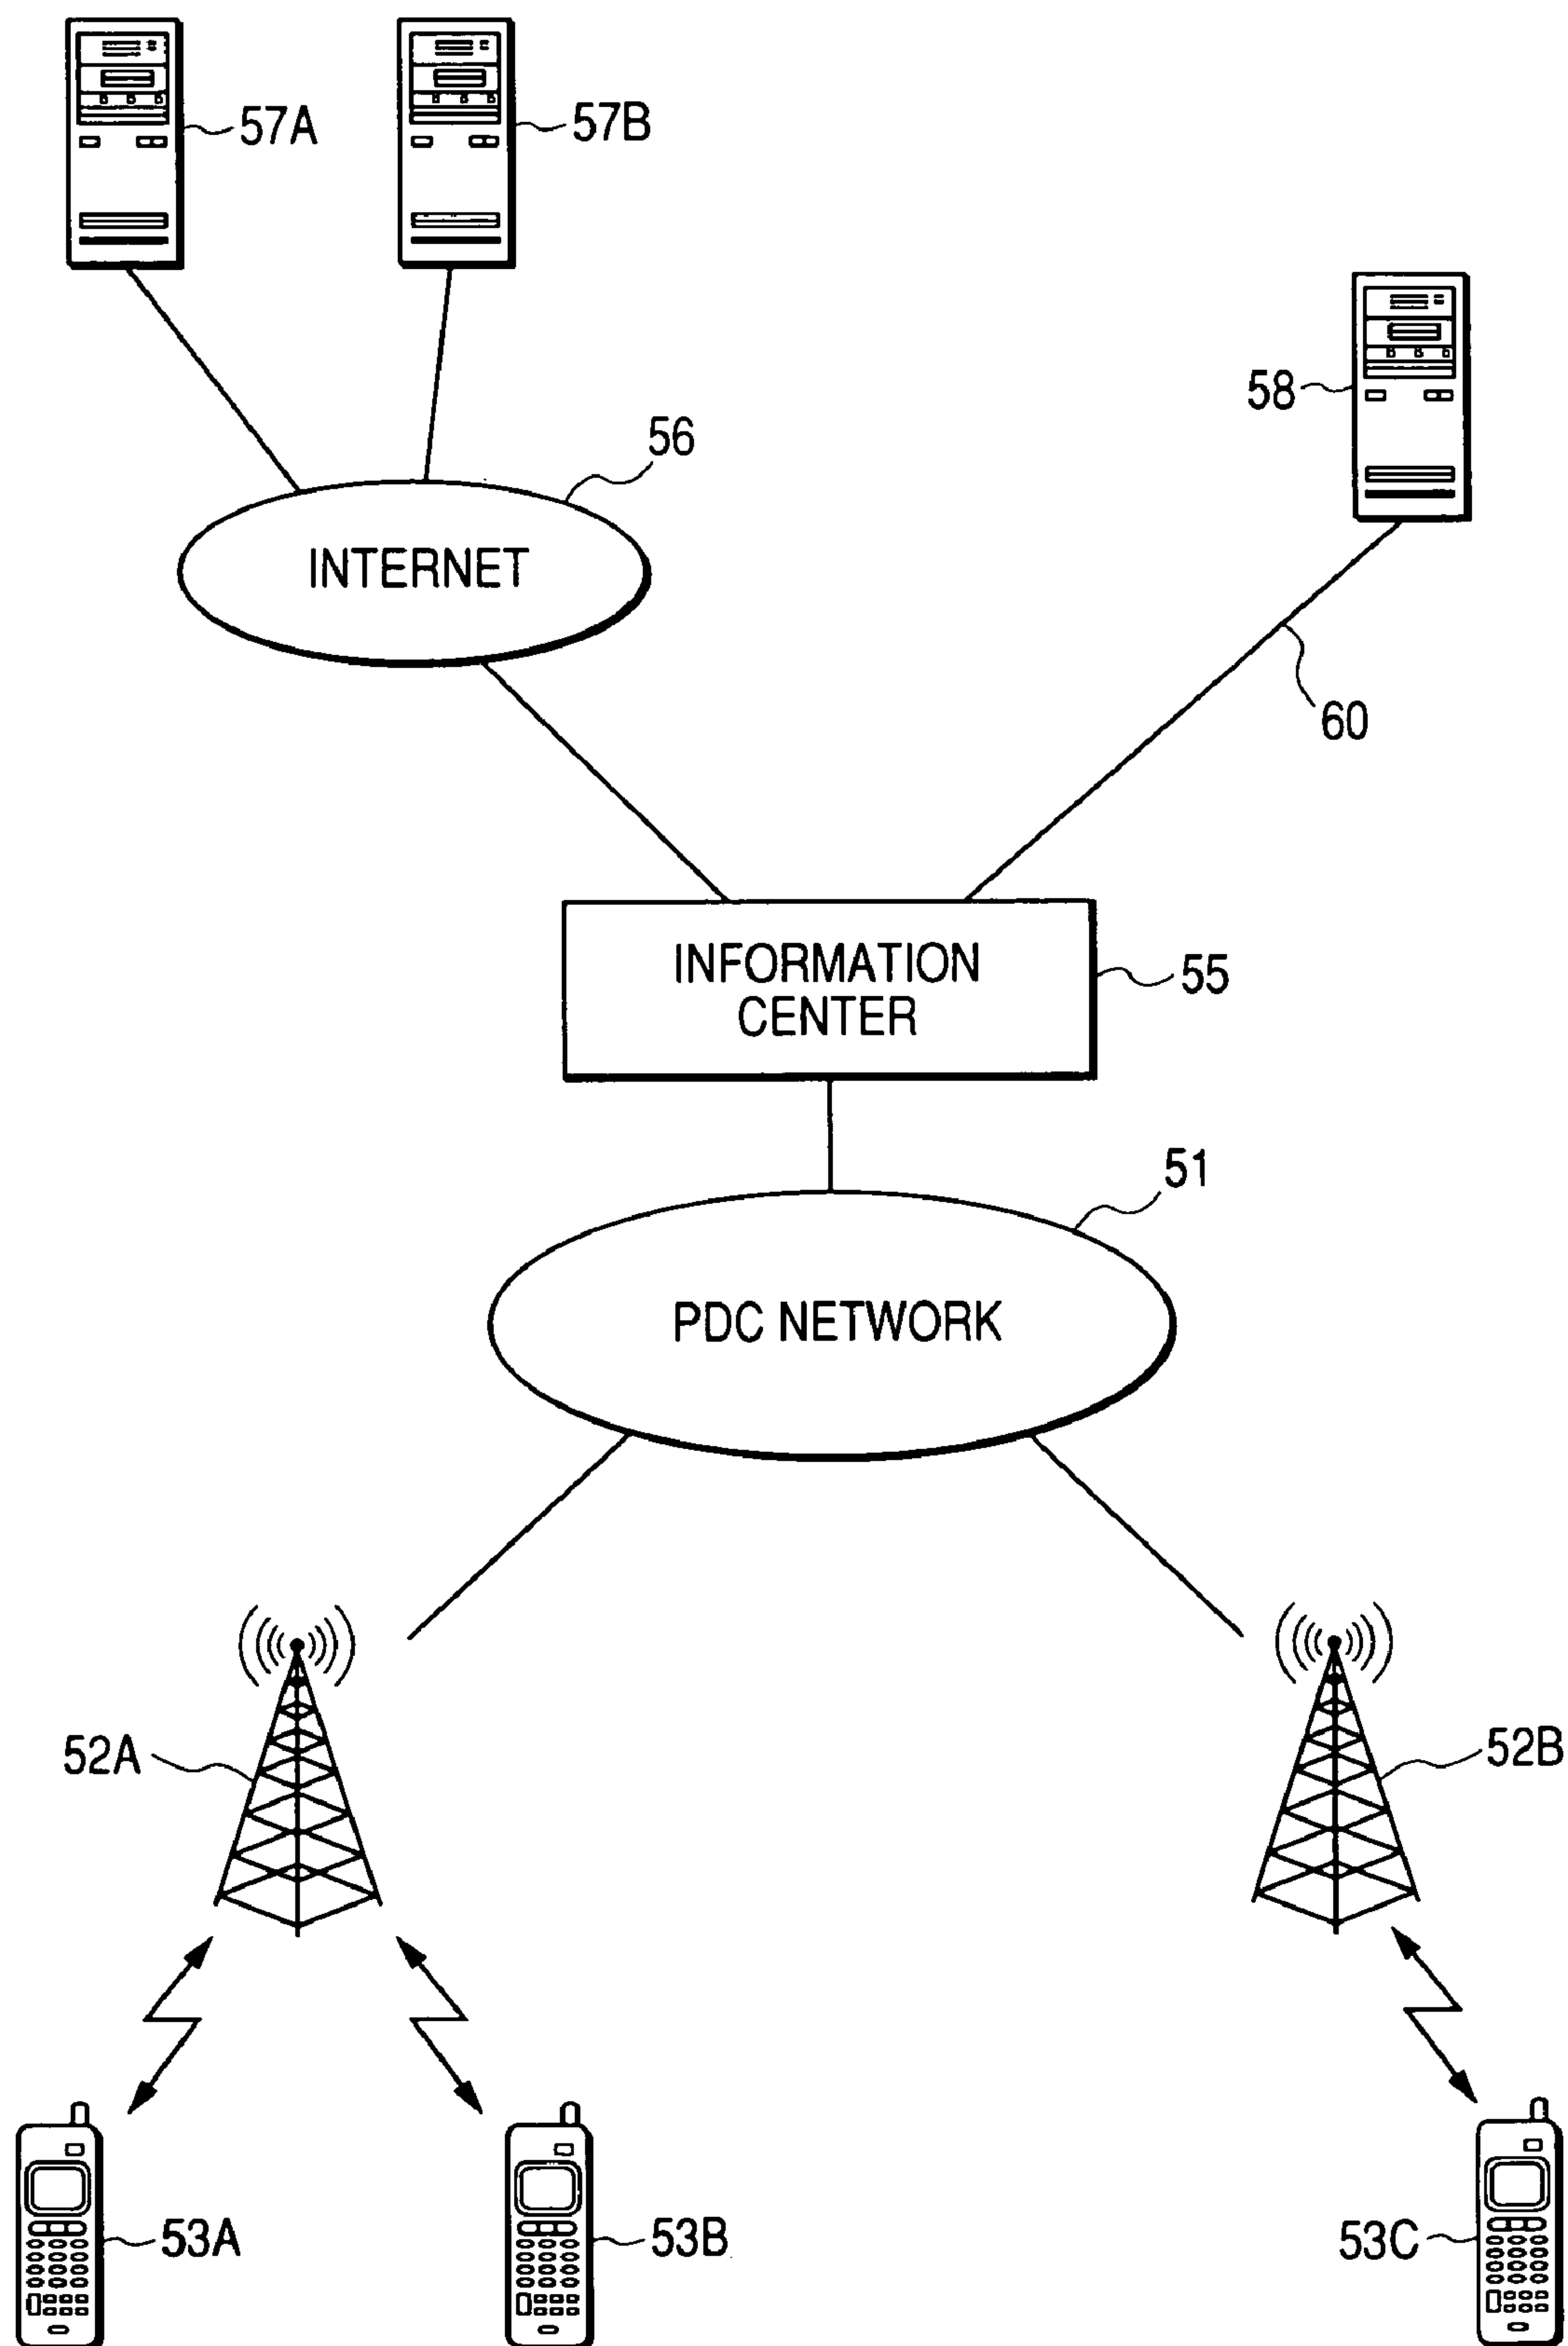 57A
57B
58
56
INTERNET
60
INFORMATION
CENTER
55
51
PDC NETWORK
52A
52B
53A
53B
53C